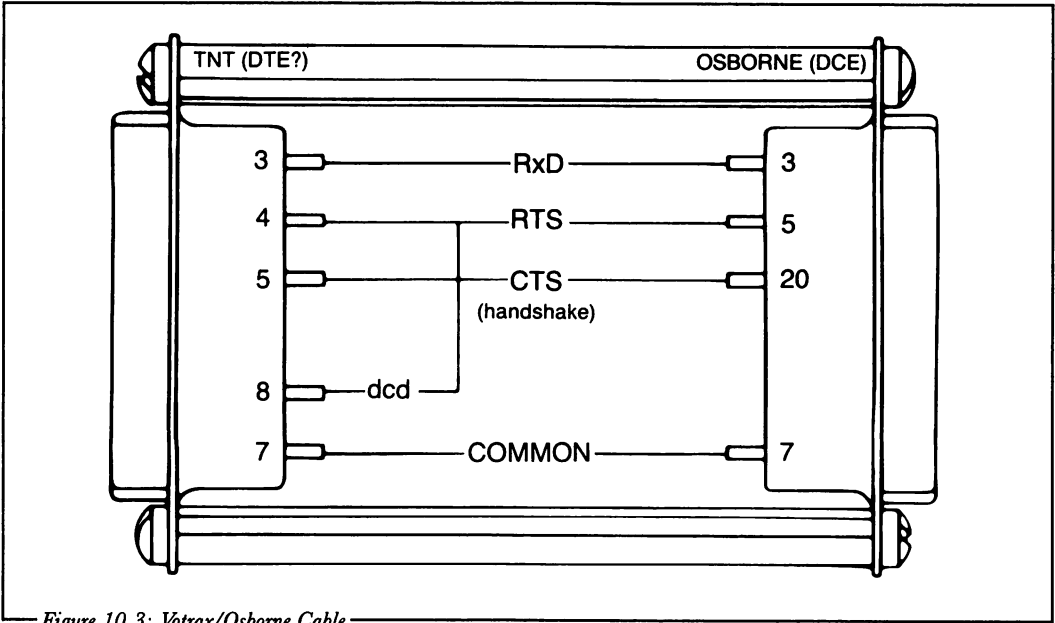 TNT (DTE?) OSBORNE (DCE)
3 RxD 3
4 RTS 5
5 CTS 20
(handshake)
8 dcd
7 COMMON 7
Figure 10.3: Votrax/Osborne Cable